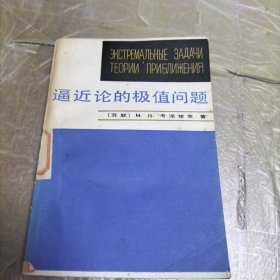 ЭКСТРЕМАЛЬНЫЕ ЗАДАЧИ
ТЕОРИИ ПРИБЛИЖЕНИЯ
逼近论的极值问题
〔苏联〕Н. П. 考涅楚克 著